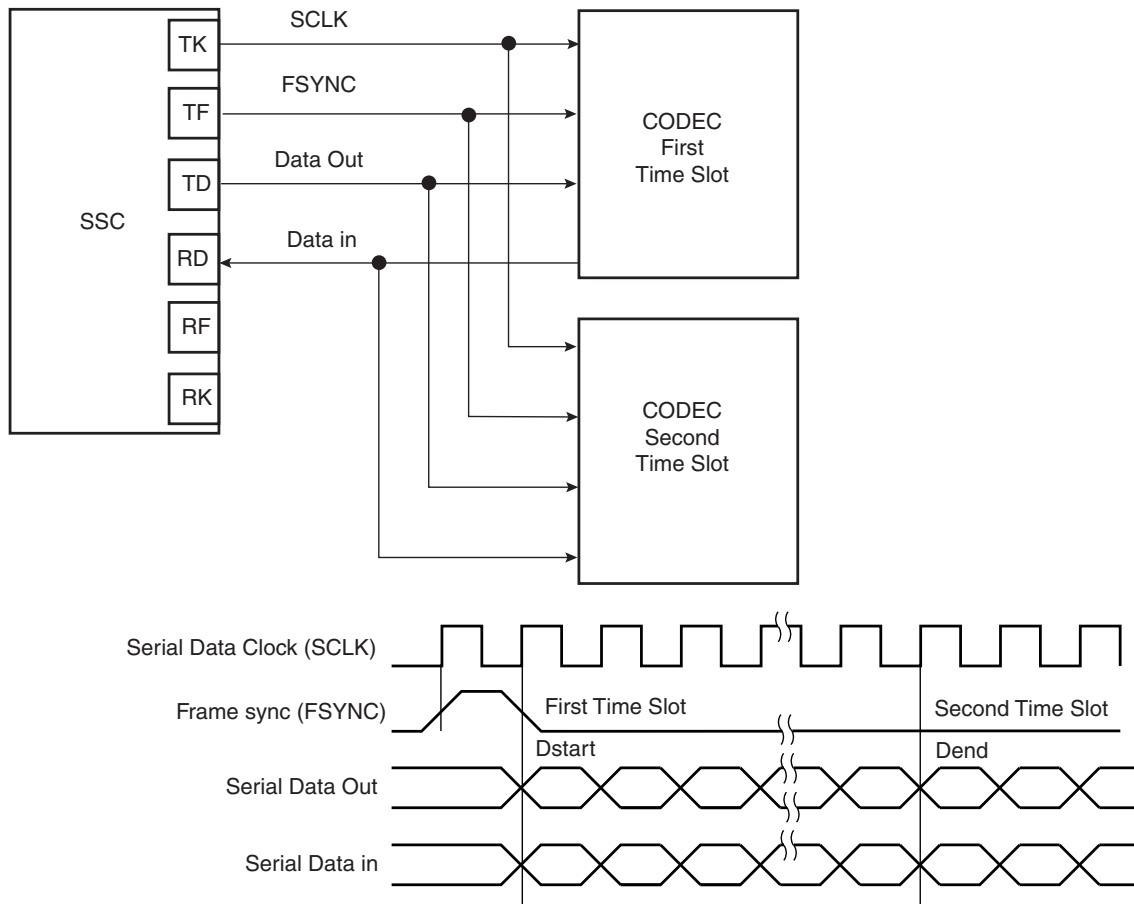 SCLK
TK
FSYNC
TF
CODEC
First
Time Slot
Data Out
TD
SSC
Data in
RD
RF
RK
CODEC
Second
Time Slot
Serial Data Clock (SCLK)
Frame sync (FSYNC)
First Time Slot
Second Time Slot
Dstart
Dend
Serial Data Out
Serial Data in